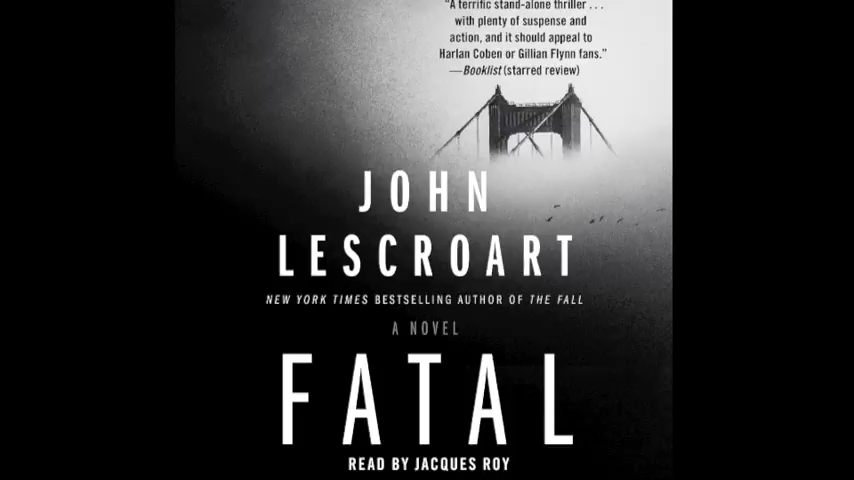 "A terrific stand-alone thriller . . .
with plenty of suspense and
action, and it should appeal to
Harlan Coben or Gillian Flynn fans."
—Booklist (starred review)
JOHN
LESCROART
NEW YORK TIMES BESTSELLING AUTHOR OF THE FALL
A NOVEL
FATAL
READ BY JACQUES ROY